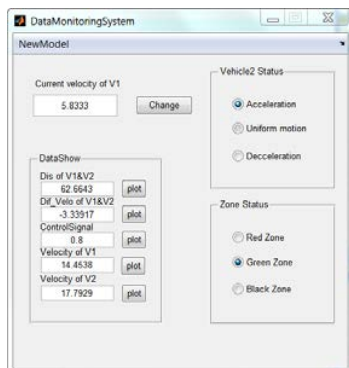 DataMonitoringSystem
NewModel
Current velocity of V1
5.8333
Change
DataShow
Dis of V1&V2
62.6643
plot
Dif_Velo of V1&V2
-3.33917
plot
ControlSignal
0.8
plot
Velocity of V1
14.4538
plot
Velocity of V2
17.7929
plot
Vehicle2 Status
Acceleration
Uniform motion
Decceleration
Zone Status
Red Zone
Green Zone
Black Zone